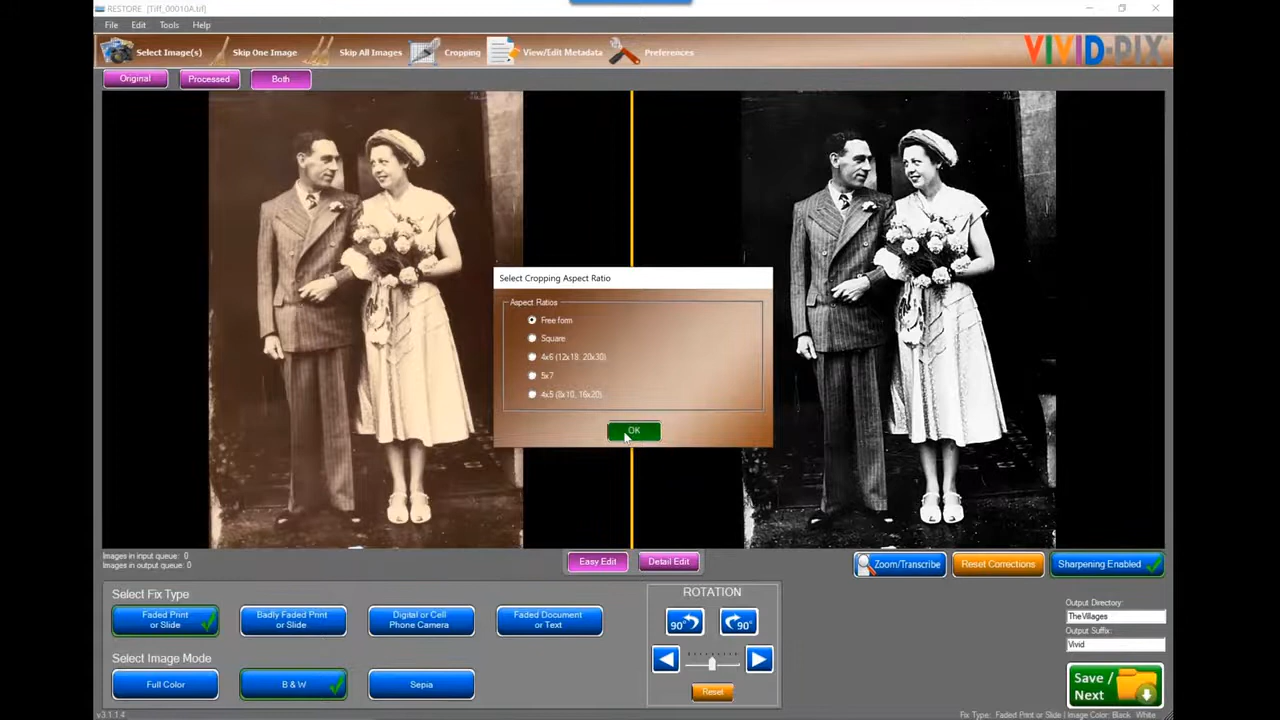 RESTORE [Tiff_00010A.tif]
File Edit Tools Help
Select Image(s) Skip One Image Skip All Images Cropping View/Edit Metadata Preferences VIVID-PIX
Original Processed Both
Select Cropping Aspect Ratio
Aspect Ratios
Free form
Square
4x6 (12x18, 20x30)
5x7
4x5 (8x10, 16x20)
OK
Images in input queue: 0
Images in output queue: 0
Easy Edit Detail Edit
Zoom/Transcribe Reset Corrections Sharpening Enabled
Select Fix Type
Faded Print
or Slide
Badly Faded Print
or Slide
Digital or Cell
Phone Camera
Faded Document
or Text
Select Image Mode
Full Color B & W Sepia
ROTATION
90° 90°
Reset
Output Directory:
TheVillages
Output Suffix:
Vivid
Save /
Next
v3.1.1.4
Fix Type: Faded Print or Slide | Image Color: Black, White